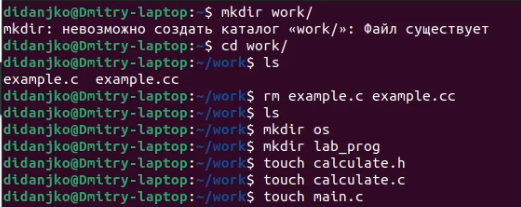 didanjko@Dmitry-laptop:~$ mkdir work/
mkdir: невозможно создать каталог «work/»: Файл существует
didanjko@Dmitry-laptop:~$ cd work/
didanjko@Dmitry-laptop:~/work$ ls
example.c  example.cc
didanjko@Dmitry-laptop:~/work$ rm example.c example.cc
didanjko@Dmitry-laptop:~/work$ ls
didanjko@Dmitry-laptop:~/work$ mkdir os
didanjko@Dmitry-laptop:~/work$ mkdir lab_prog
didanjko@Dmitry-laptop:~/work$ touch calculate.h
didanjko@Dmitry-laptop:~/work$ touch calculate.c
didanjko@Dmitry-laptop:~/work$ touch main.c